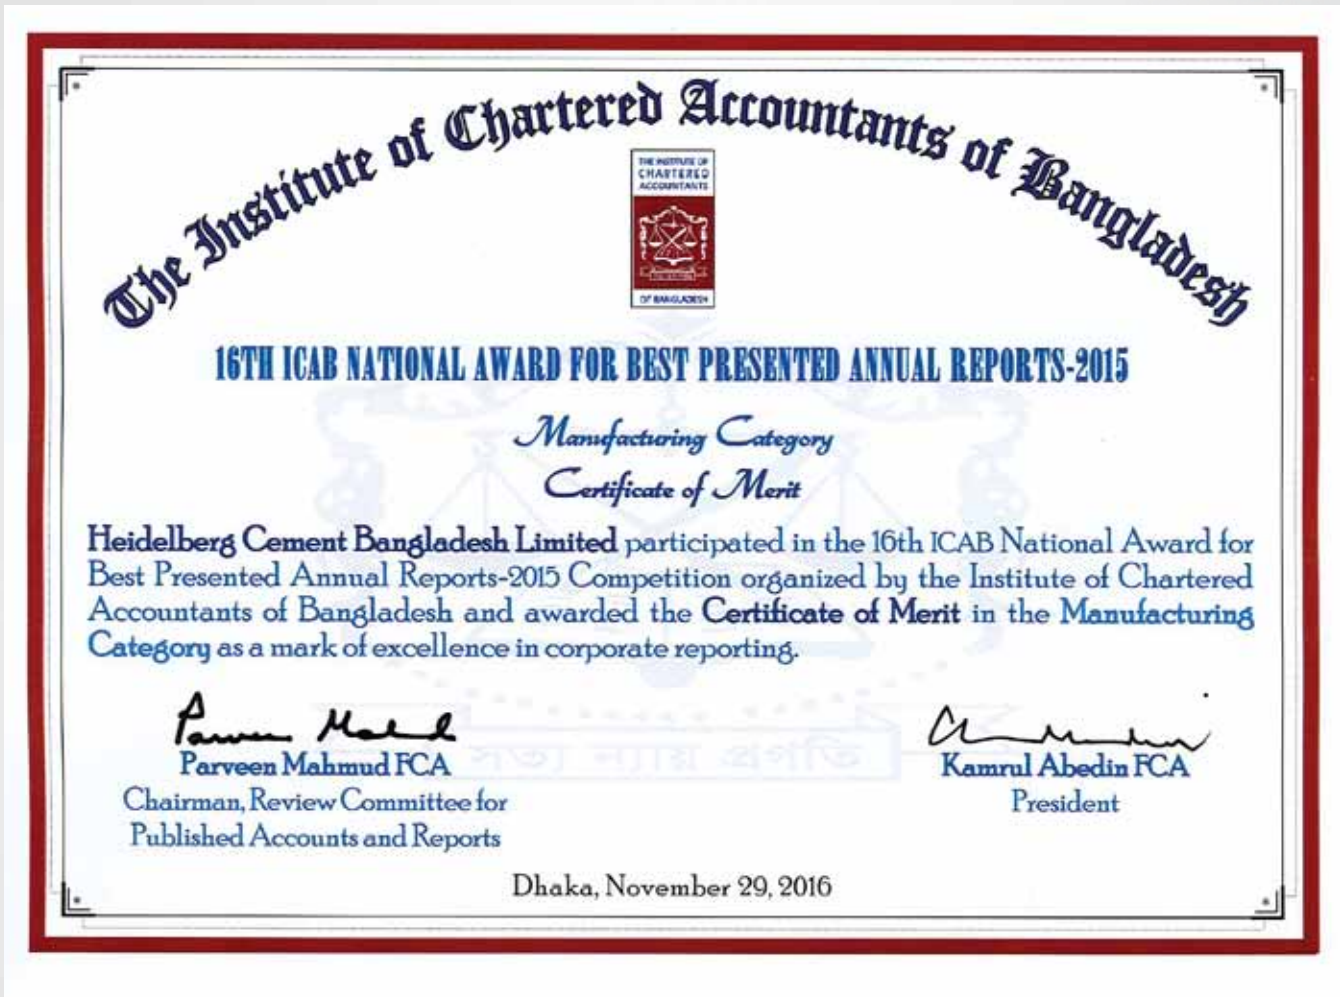 The Institute of Chartered Accountants of Bangladesh
THE INSTITUTE OF
CHARTERED
ACCOUNTANTS
OF BANGLADESH
16TH ICAB NATIONAL AWARD FOR BEST PRESENTED ANNUAL REPORTS-2015
Manufacturing Category
Certificate of Merit
Heidelberg Cement Bangladesh Limited participated in the 16th ICAB National Award for
Best Presented Annual Reports-2015 Competition organized by the Institute of Chartered
Accountants of Bangladesh and awarded the Certificate of Merit in the Manufacturing
Category as a mark of excellence in corporate reporting.
Parveen Mahmud FCA
Chairman, Review Committee for
Published Accounts and Reports
সত্য ন্যায় প্রগতি
Kamrul Abedin FCA
President
Dhaka, November 29, 2016